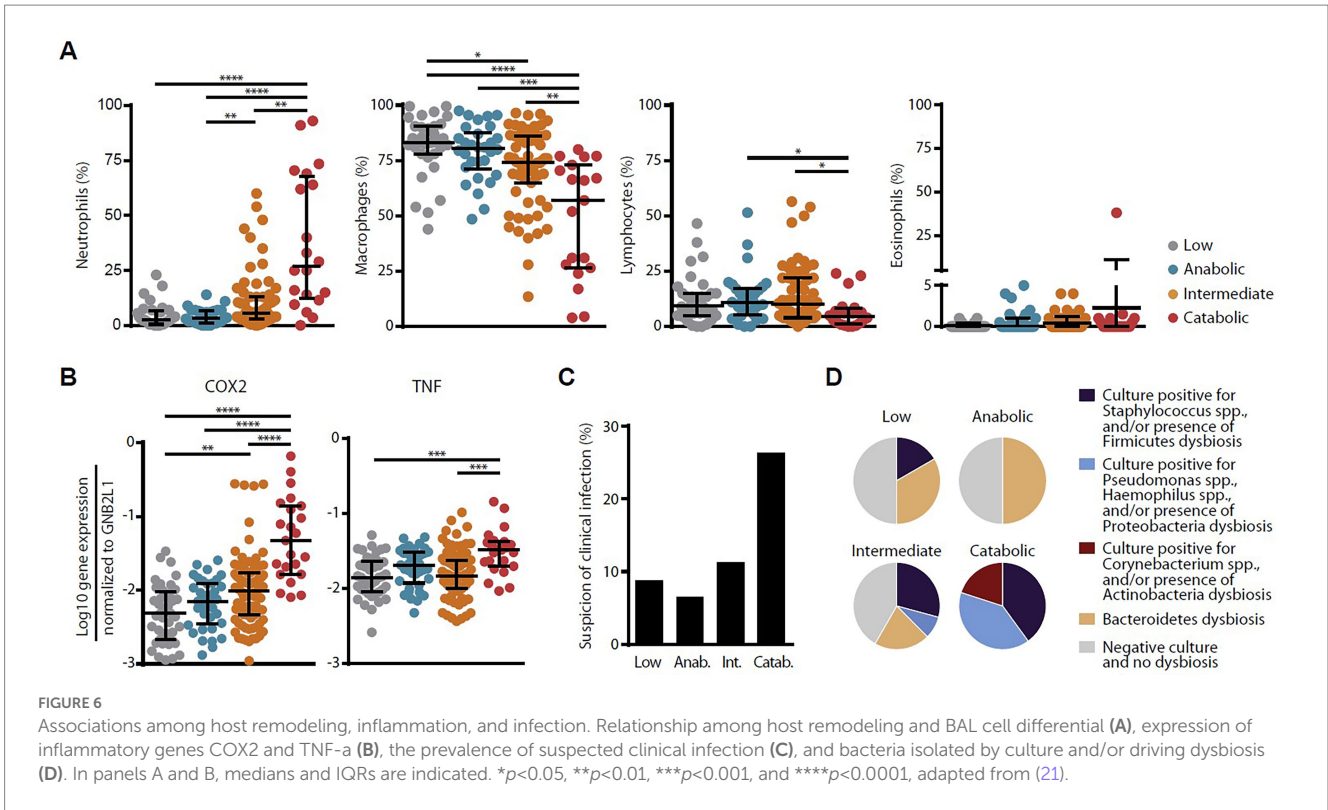 A
Neutrophils (%)
100
75
50
25
0
****
****
**
**
Macrophages (%)
100
75
50
25
0
*
****
***
**
Lymphocytes (%)
100
75
50
25
0
*
*
Eosinophils (%)
100
75
50
25
5
0
Low
Anabolic
Intermediate
Catabolic
B
COX2
Log10 gene expression
normalized to GNB2L1
0
-1
-2
-3
****
****
**
****
TNF
0
-1
-2
-3
***
***
C
Suspicion of clinical infection (%)
30
20
10
0
Low
Anab.
Int.
Catab.
D
Low
Anabolic
Intermediate
Catabolic
Culture positive for
Staphylococcus spp.,
and/or presence of
Firmicutes dysbiosis
Culture positive for
Pseudomonas spp.,
Haemophilus spp.,
and/or presence of
Proteobacteria dysbiosis
Culture positive for
Corynebacterium spp.,
and/or presence of
Actinobacteria dysbiosis
Bacteroidetes dysbiosis
Negative culture
and no dysbiosis
FIGURE 6
Associations among host remodeling, inflammation, and infection. Relationship among host remodeling and BAL cell differential (A), expression of
inflammatory genes COX2 and TNF-a (B), the prevalence of suspected clinical infection (C), and bacteria isolated by culture and/or driving dysbiosis
(D). In panels A and B, medians and IQRs are indicated. *p<0.05, **p<0.01, ***p<0.001, and ****p<0.0001, adapted from (21).